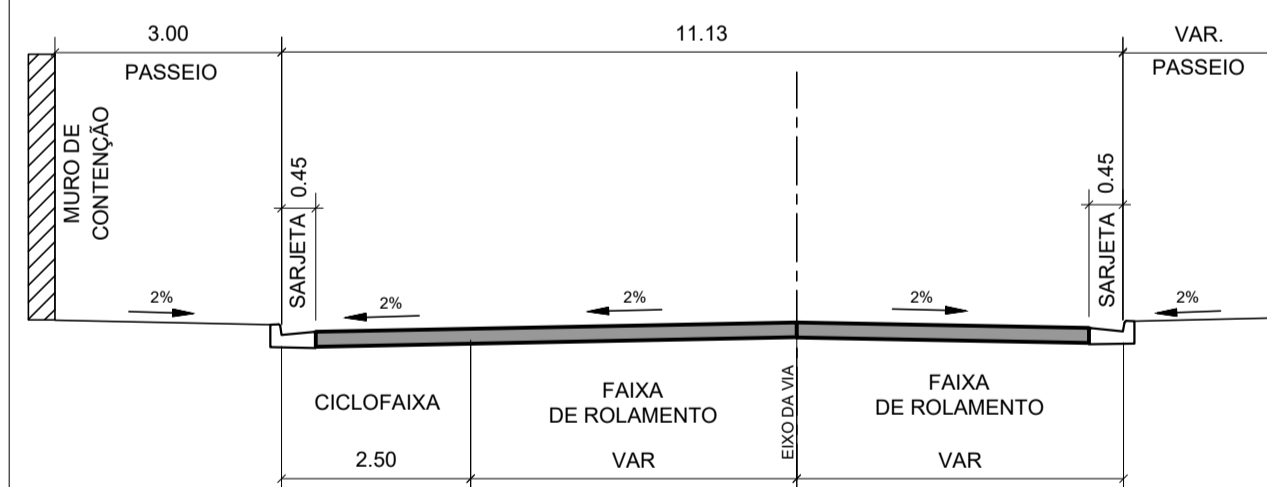 3.00
11.13
VAR.
PASSEIO
PASSEIO
MURO DE
CONTENÇÃO
SARJETA
0.45
SARJETA
0.45
2%
2%
2%
2%
2%
CICLOFAIXA
FAIXA
DE ROLAMENTO
EIXO DA VIA
FAIXA
DE ROLAMENTO
2.50
VAR
VAR